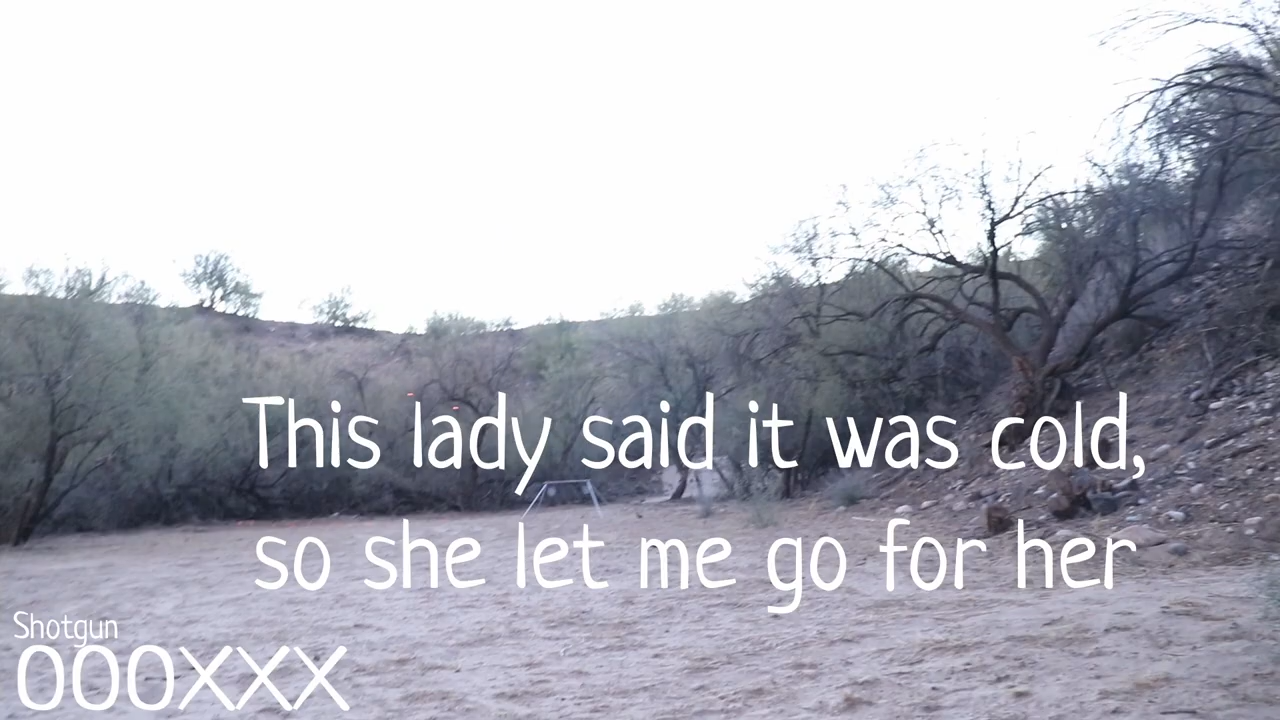 This lady said it was cold,
so she let me go for her
Shotgun
OOOXXX